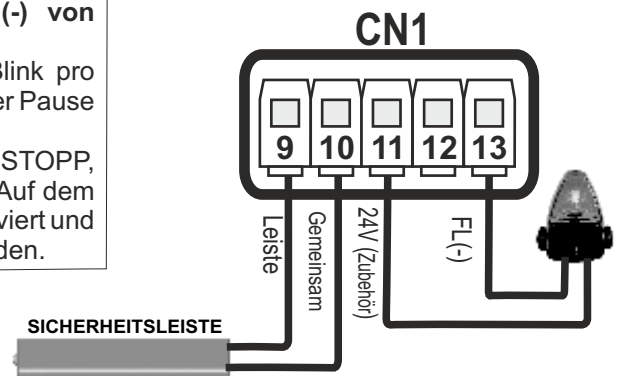 (-) von
Blink pro
er Pause
STOPP,
Auf dem
viert und
den.
CN1
9 10 11 12 13
Leiste
Gemeinsam
24V (Zubehör)
FL(-)
SICHERHEITSLEISTE